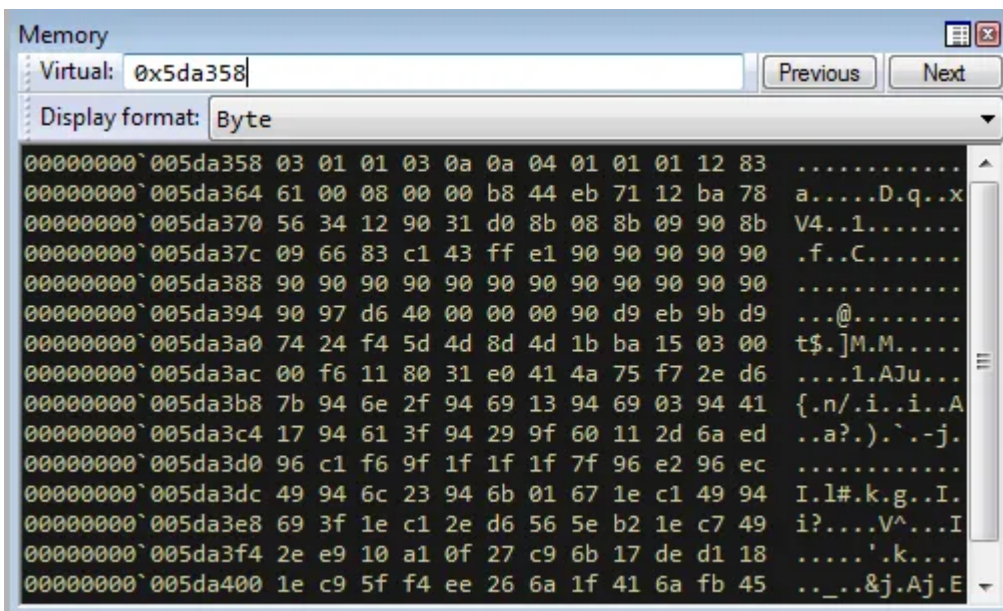 Memory
Virtual: 0x5da358 Previous Next
Display format: Byte
00000000`005da358 03 01 01 03 0a 0a 04 01 01 01 12 83 ............
00000000`005da364 61 00 08 00 00 b8 44 eb 71 12 ba 78 a.....D.q..x
00000000`005da370 56 34 12 90 31 d0 8b 08 8b 09 90 8b V4..1.......
00000000`005da37c 09 66 83 c1 43 ff e1 90 90 90 90 90 .f..C.......
00000000`005da388 90 90 90 90 90 90 90 90 90 90 90 90 ............
00000000`005da394 90 97 d6 40 00 00 00 00 90 d9 eb 9b d9 ...@........
00000000`005da3a0 74 24 f4 5d 4d 8d 4d 1b ba 15 03 00 t$.]M.M.....
00000000`005da3ac 00 f6 11 80 31 e0 41 4a 75 f7 2e d6 ....1.AJu...
00000000`005da3b8 7b 94 6e 2f 94 69 13 94 69 03 94 41 {.n/.i..i..A
00000000`005da3c4 17 94 61 3f 94 29 9f 60 11 2d 6a ed ..a?.).`.-j.
00000000`005da3d0 96 c1 f6 9f 1f 1f 1f 7f 96 e2 96 ec ............
00000000`005da3dc 49 94 6c 23 94 6b 01 67 1e c1 49 94 I.l#.k.g..I.
00000000`005da3e8 69 3f 1e c1 2e d6 56 5e b2 1e c7 49 i?....V^...I
00000000`005da3f4 2e e9 10 a1 0f 27 c9 6b 17 de d1 18 .....'.k....
00000000`005da400 1e c9 5f f4 ee 26 6a 1f 41 6a fb 45 .._..&j.Aj.E